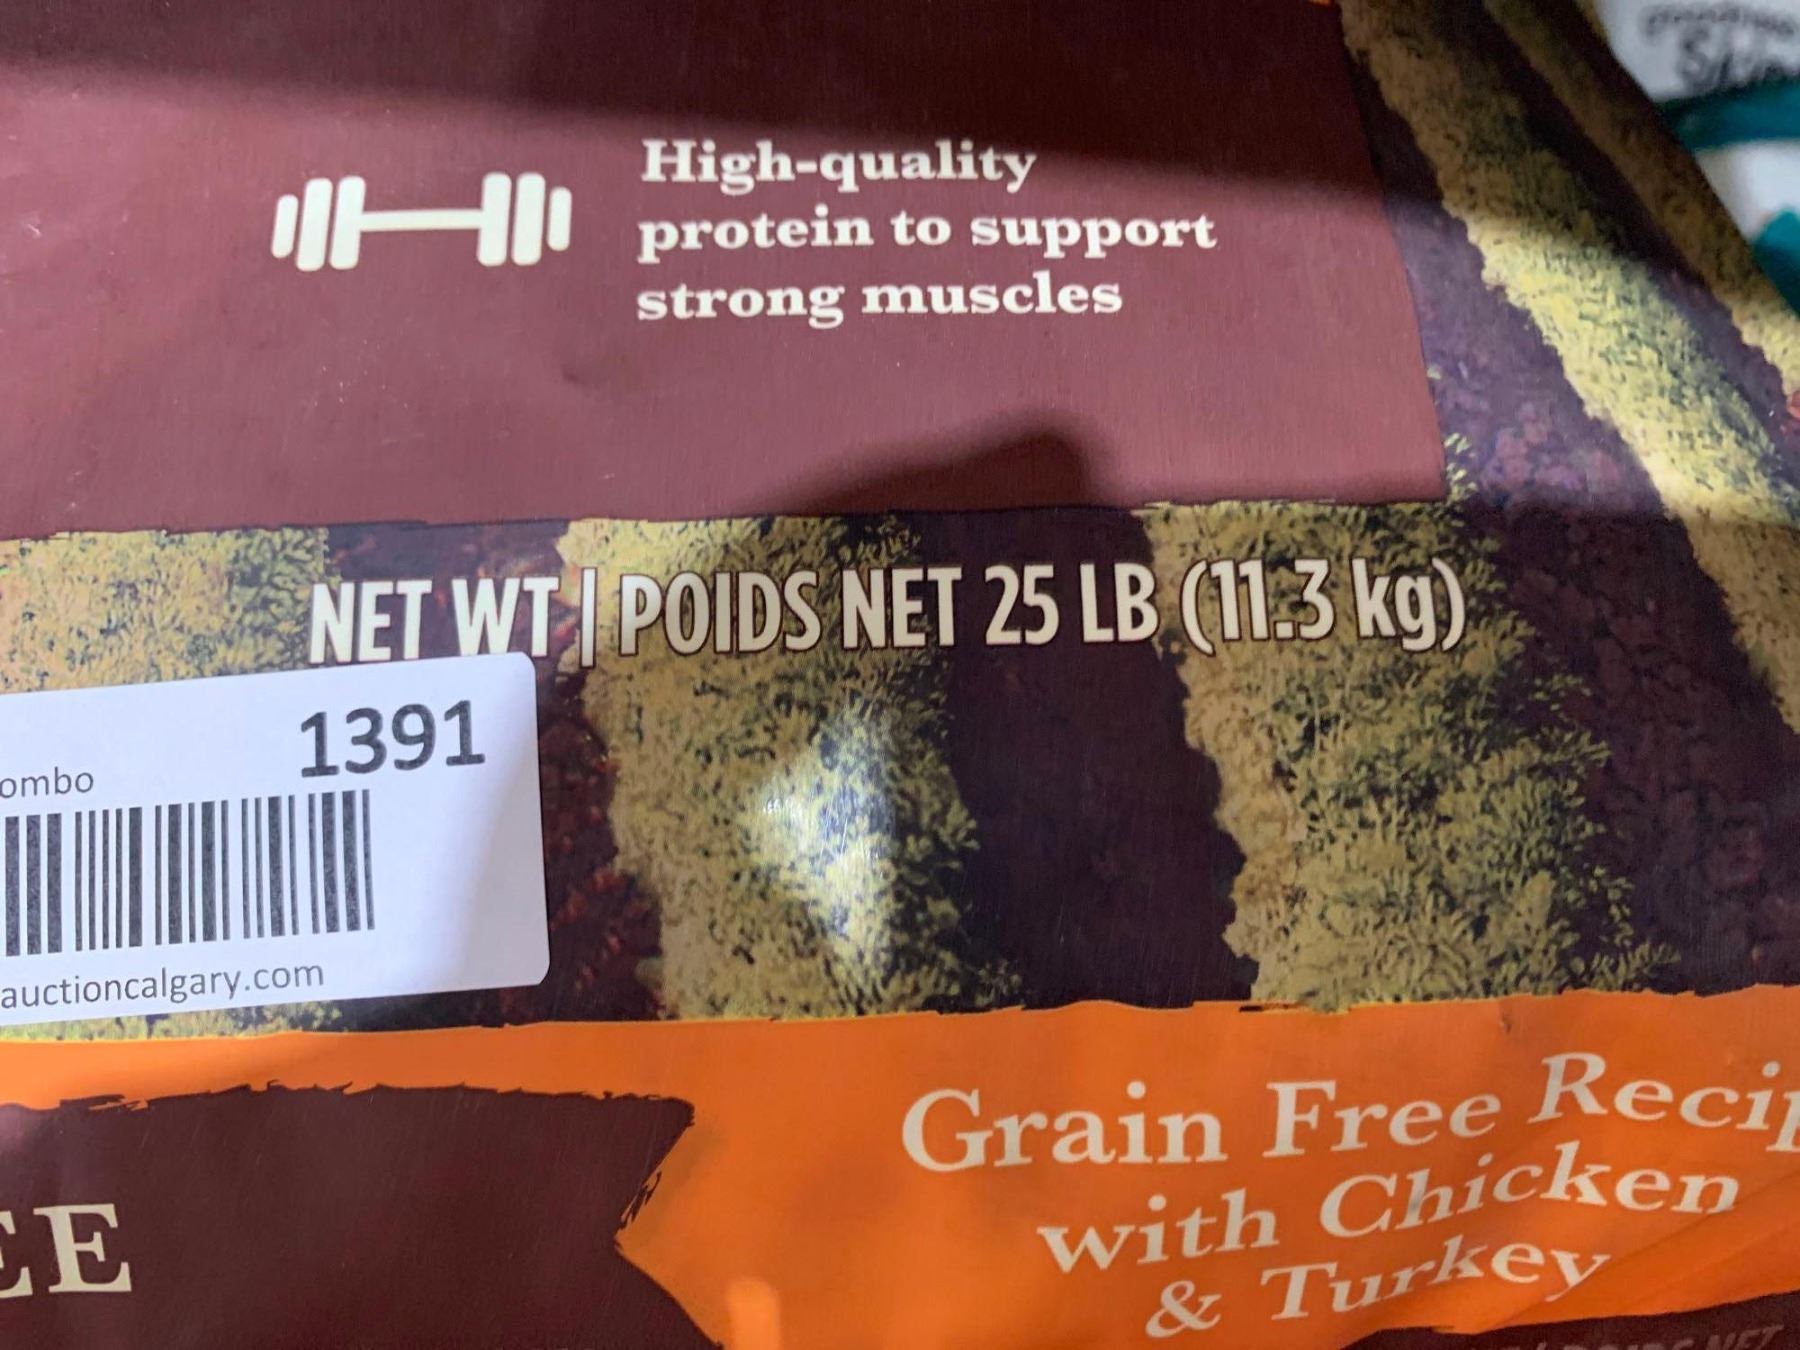 High-quality
protein to support
strong muscles
NET WT | POIDS NET 25 LB (11.3 kg)
1391
ombo
auctioncalgary.com
Grain Free Recip
with Chicken
& Turkey
EE